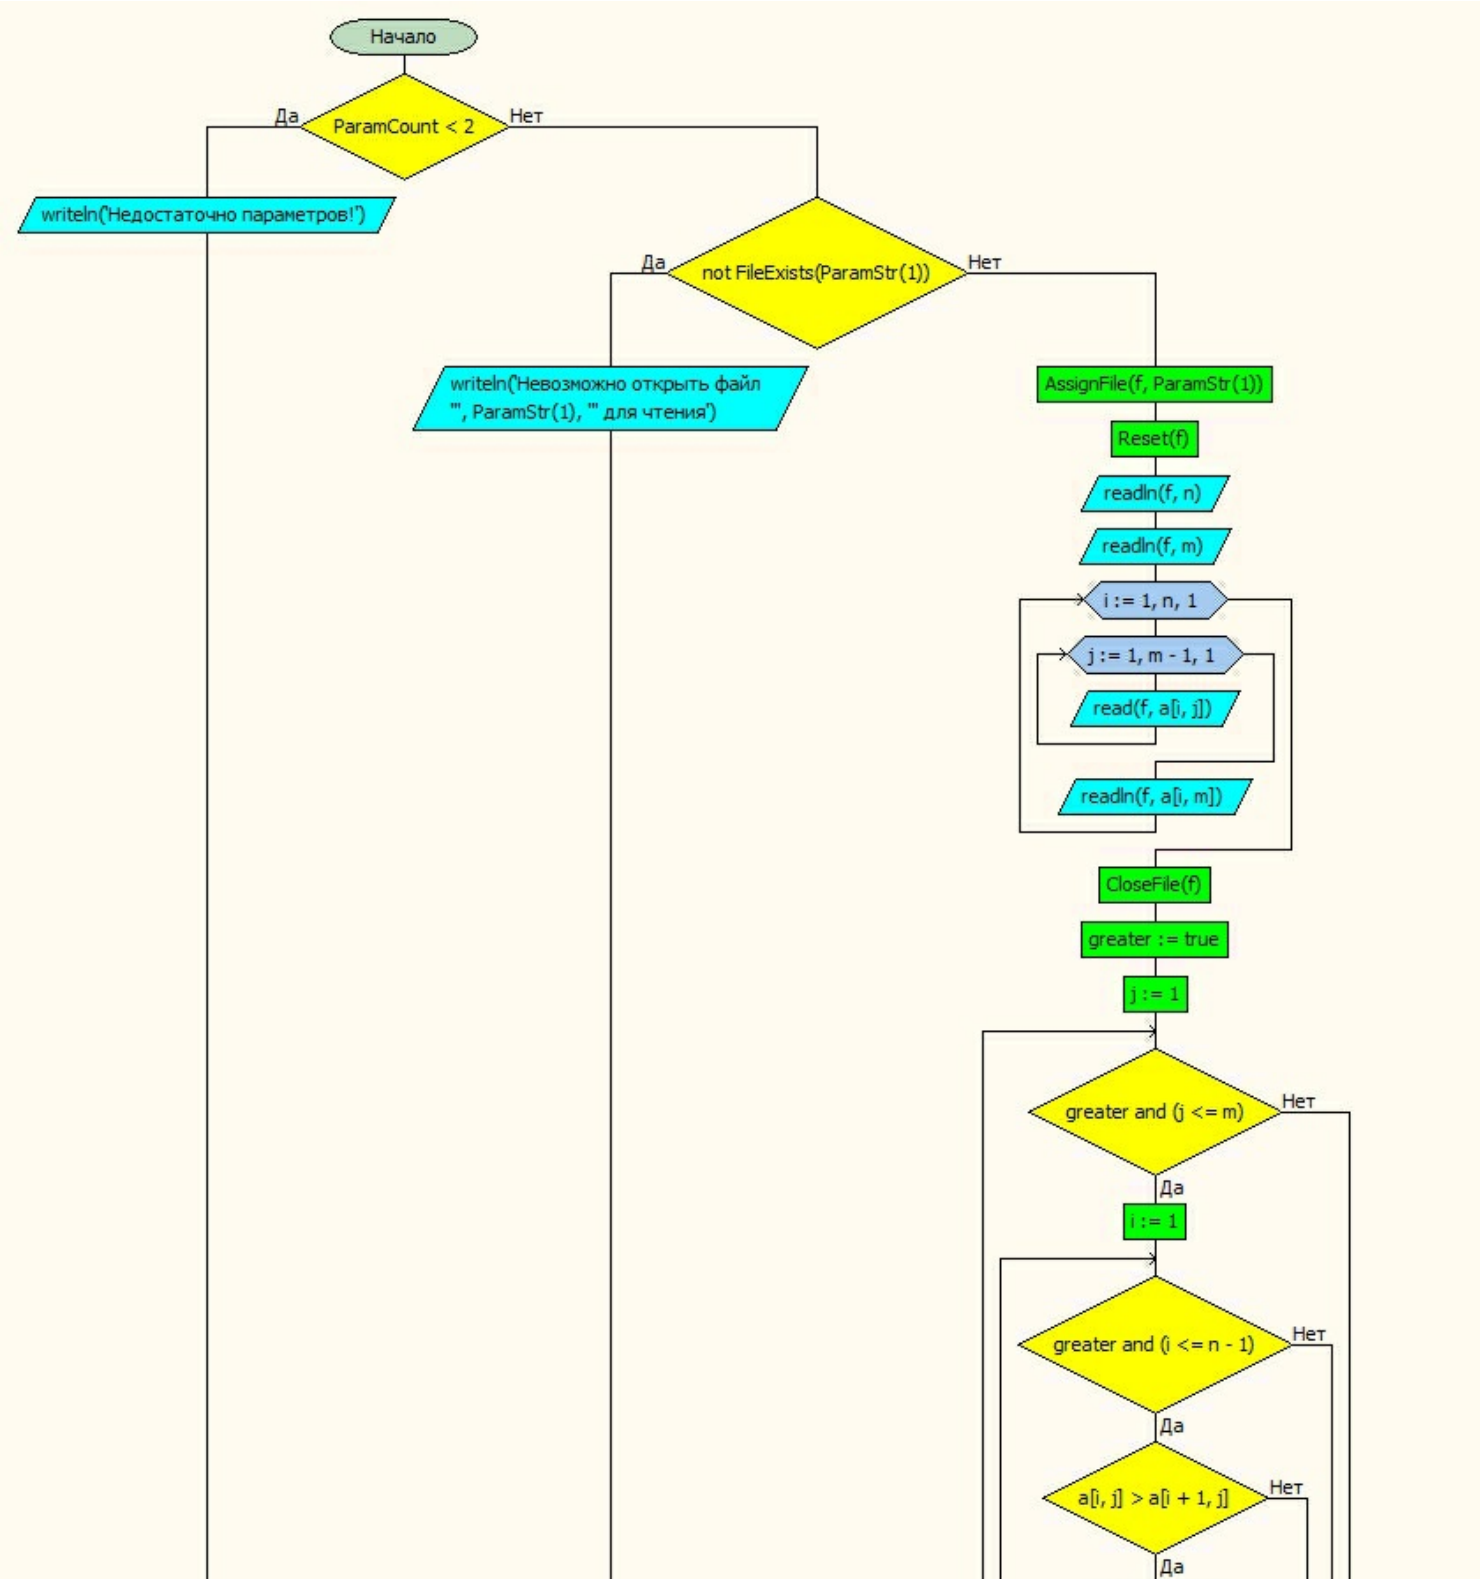 Начало
Да
ParamCount < 2
Нет
writeln('Недостаточно параметров!')
Да
not FileExists(ParamStr(1))
Нет
writeln('Невозможно открыть файл
"', ParamStr(1), '" для чтения')
AssignFile(f, ParamStr(1))
Reset(f)
readln(f, n)
readln(f, m)
i := 1, n, 1
j := 1, m - 1, 1
read(f, a[i, j])
readln(f, a[i, m])
CloseFile(f)
greater := true
j := 1
greater and (j <= m)
Нет
Да
i := 1
greater and (i <= n - 1)
Нет
Да
a[i, j] > a[i + 1, j]
Нет
Да